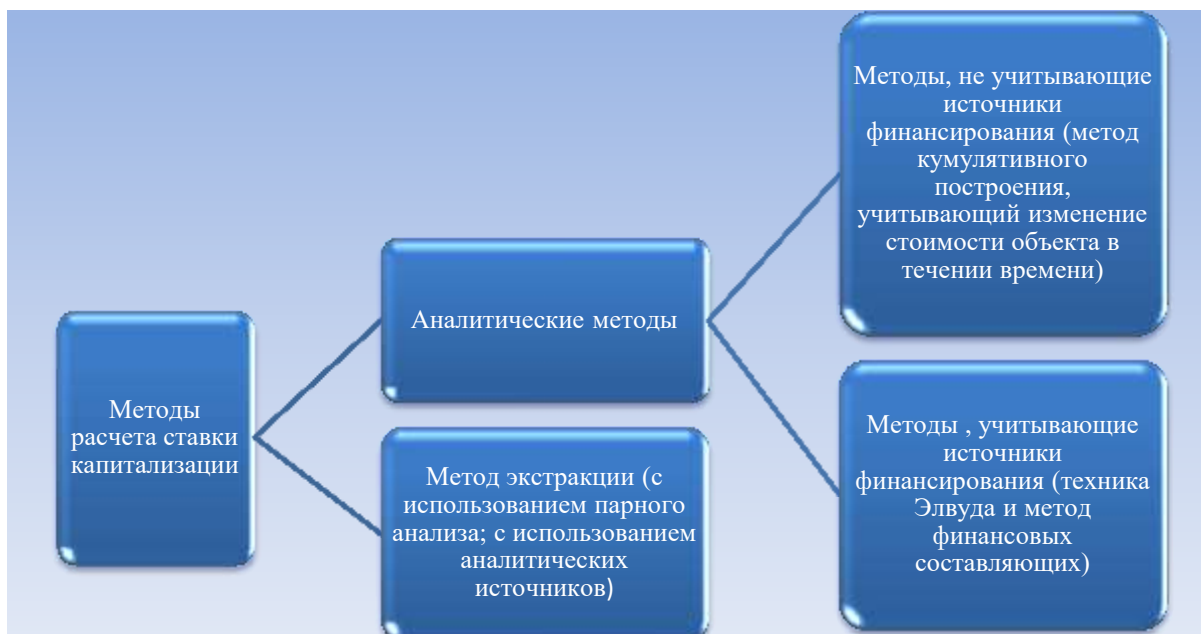 Методы
расчета ставки
капитализации
Аналитические методы
Метод экстракции (с
использованием парного
анализа; с использованием
аналитических
источников)
Методы, не учитывающие
источники
финансирования (метод
кумулятивного
построения,
учитывающий изменение
стоимости объекта в
течении времени)
Методы , учитывающие
источники
финансирования (техника
Элвуда и метод
финансовых
составляющих)